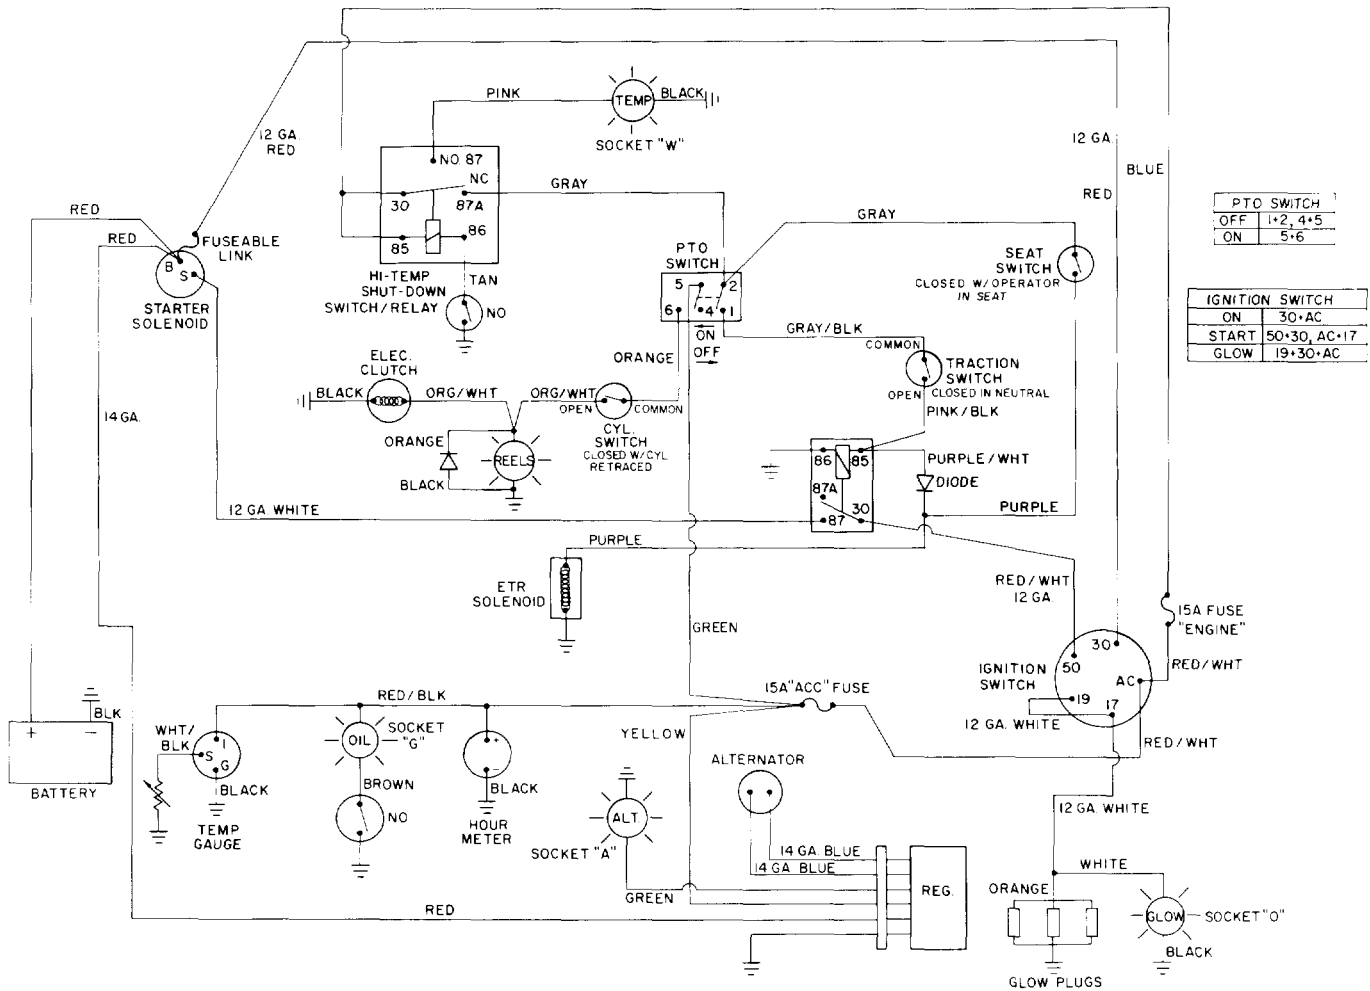 PINK
TEMP
BLACK
SOCKET "W"
12 GA.
RED
12 GA.
RED
BLUE
NO. 87
NC
30
87A
85
86
GRAY
HI-TEMP
SHUT-DOWN
SWITCH/RELAY
TAN
NO
RED
RED
FUSEABLE
LINK
B
S
STARTER
SOLENOID
14 GA.
PTO
SWITCH
5
2
6
4
1
ON
OFF
GRAY
SEAT
SWITCH
CLOSED W/OPERATOR
IN SEAT
PTO SWITCH
OFF 1+2, 4+5
ON 5+6
IGNITION SWITCH
ON 30+AC
START 50+30, AC+17
GLOW 19+30+AC
GRAY/BLK
COMMON
TRACTION
SWITCH
OPEN
CLOSED IN NEUTRAL
PINK/BLK
ORANGE
ELEC.
CLUTCH
BLACK
ORG/WHT
ORG/WHT
OPEN
COMMON
CYL.
SWITCH
CLOSED W/CYL
RETRACED
ORANGE
REELS
BLACK
86
85
87A
30
87
PURPLE/WHT
DIODE
PURPLE
12 GA. WHITE
PURPLE
ETR
SOLENOID
GREEN
RED/WHT
12 GA.
15A FUSE
"ENGINE"
50
30
AC
19
17
IGNITION
SWITCH
RED/WHT
12 GA. WHITE
RED/WHT
BLK
+
-
BATTERY
WHT/
BLK
I
S
G
BLACK
TEMP
GAUGE
RED/BLK
OIL
SOCKET
"G"
BROWN
NO
+
-
BLACK
HOUR
METER
15A "ACC" FUSE
YELLOW
ALTERNATOR
ALT.
SOCKET "A"
GREEN
14 GA. BLUE
14 GA. BLUE
REG.
RED
12 GA. WHITE
WHITE
ORANGE
GLOW
SOCKET "O"
BLACK
GLOW PLUGS